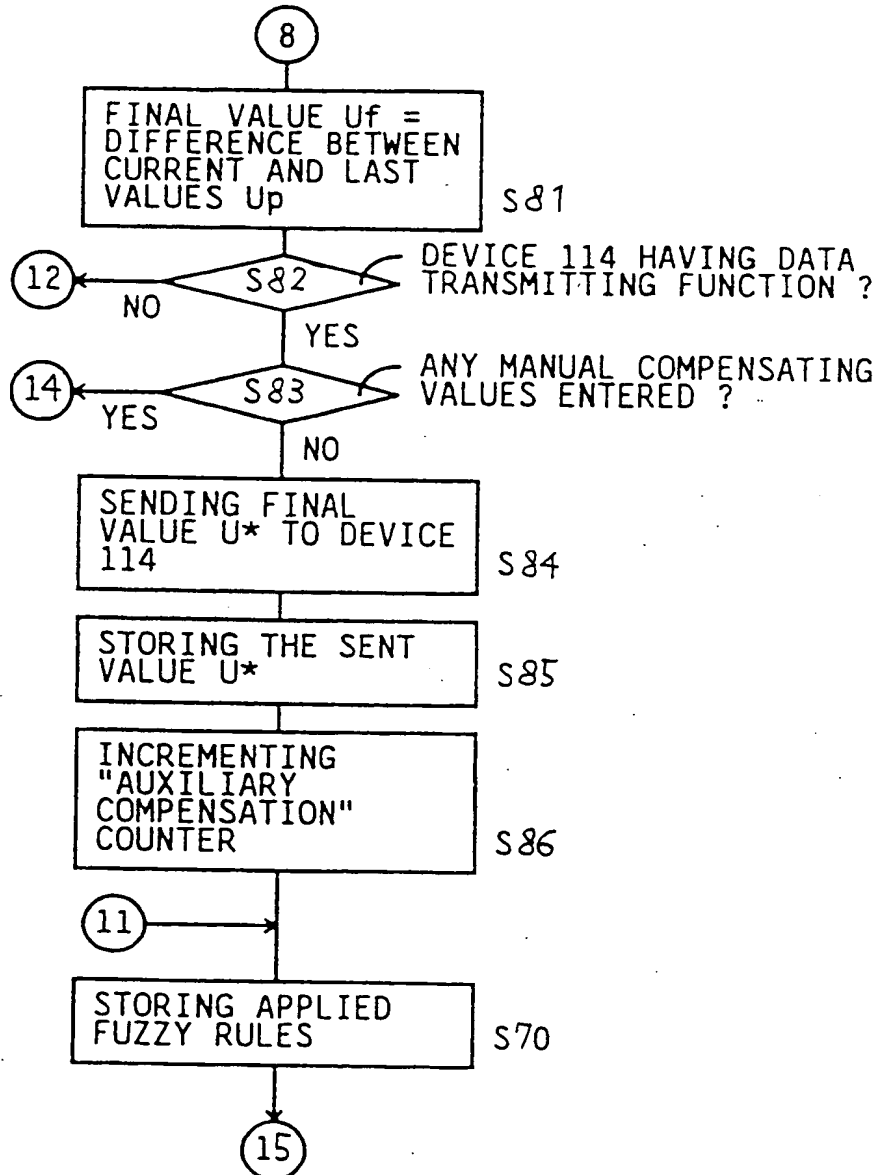 8
FINAL VALUE Uf =
DIFFERENCE BETWEEN
CURRENT AND LAST
VALUES Up
S81
12
NO
S82
DEVICE 114 HAVING DATA
TRANSMITTING FUNCTION ?
YES
14
YES
S83
ANY MANUAL COMPENSATING
VALUES ENTERED ?
NO
SENDING FINAL
VALUE U* TO DEVICE
114
S84
STORING THE SENT
VALUE U*
S85
INCREMENTING
"AUXILIARY
COMPENSATION"
COUNTER
S86
11
STORING APPLIED
FUZZY RULES
S70
15